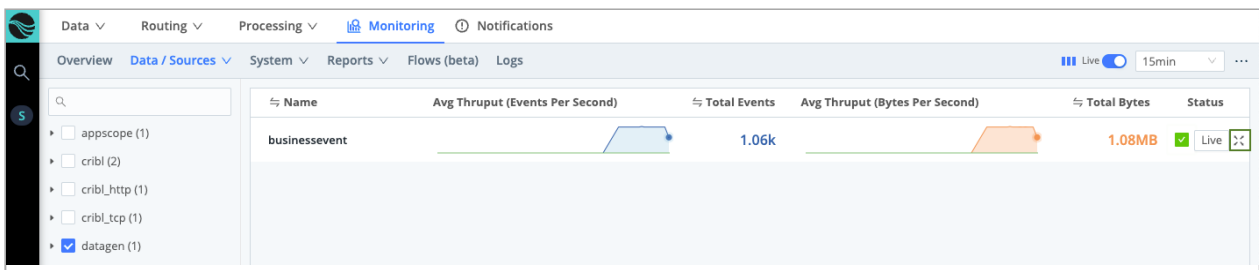 Data Routing Processing Monitoring Notifications
Overview Data / Sources System Reports Flows (beta) Logs Live 15min ...
S
Name Avg Thruput (Events Per Second) Total Events Avg Thruput (Bytes Per Second) Total Bytes Status
businessevent 1.06k 1.08MB Live
appscope (1)
cribl (2)
cribl_http (1)
cribl_tcp (1)
datagen (1)